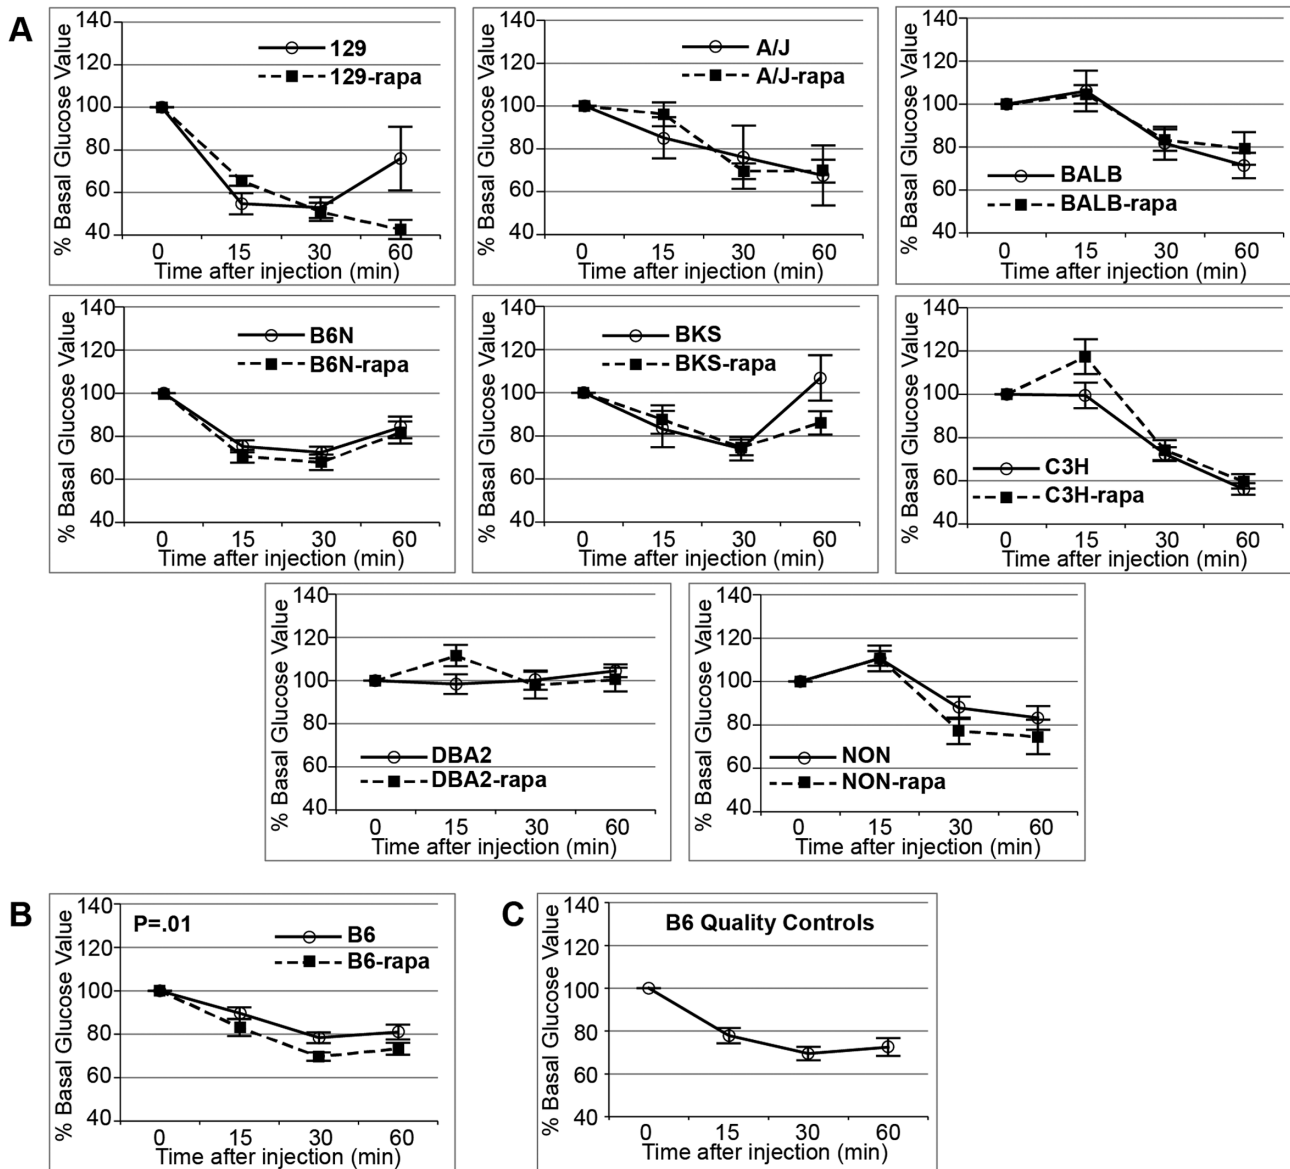 A
% Basal Glucose Value
140
120
100
80
60
40
129
129-rapa
0 15 30 60
Time after injection (min)
% Basal Glucose Value
140
120
100
80
60
40
A/J
A/J-rapa
0 15 30 60
Time after injection (min)
% Basal Glucose Value
140
120
100
80
60
40
BALB
BALB-rapa
0 15 30 60
Time after injection (min)
% Basal Glucose Value
140
120
100
80
60
40
B6N
B6N-rapa
0 15 30 60
Time after injection (min)
% Basal Glucose Value
140
120
100
80
60
40
BKS
BKS-rapa
0 15 30 60
Time after injection (min)
% Basal Glucose Value
140
120
100
80
60
40
C3H
C3H-rapa
0 15 30 60
Time after injection (min)
% Basal Glucose Value
140
120
100
80
60
40
DBA2
DBA2-rapa
0 15 30 60
Time after injection (min)
% Basal Glucose Value
140
120
100
80
60
40
NON
NON-rapa
0 15 30 60
Time after injection (min)
B
% Basal Glucose Value
140
120
100
80
60
40
P=.01
B6
B6-rapa
0 15 30 60
Time after injection (min)
C
% Basal Glucose Value
140
120
100
80
60
40
B6 Quality Controls
0 15 30 60
Time after injection (min)